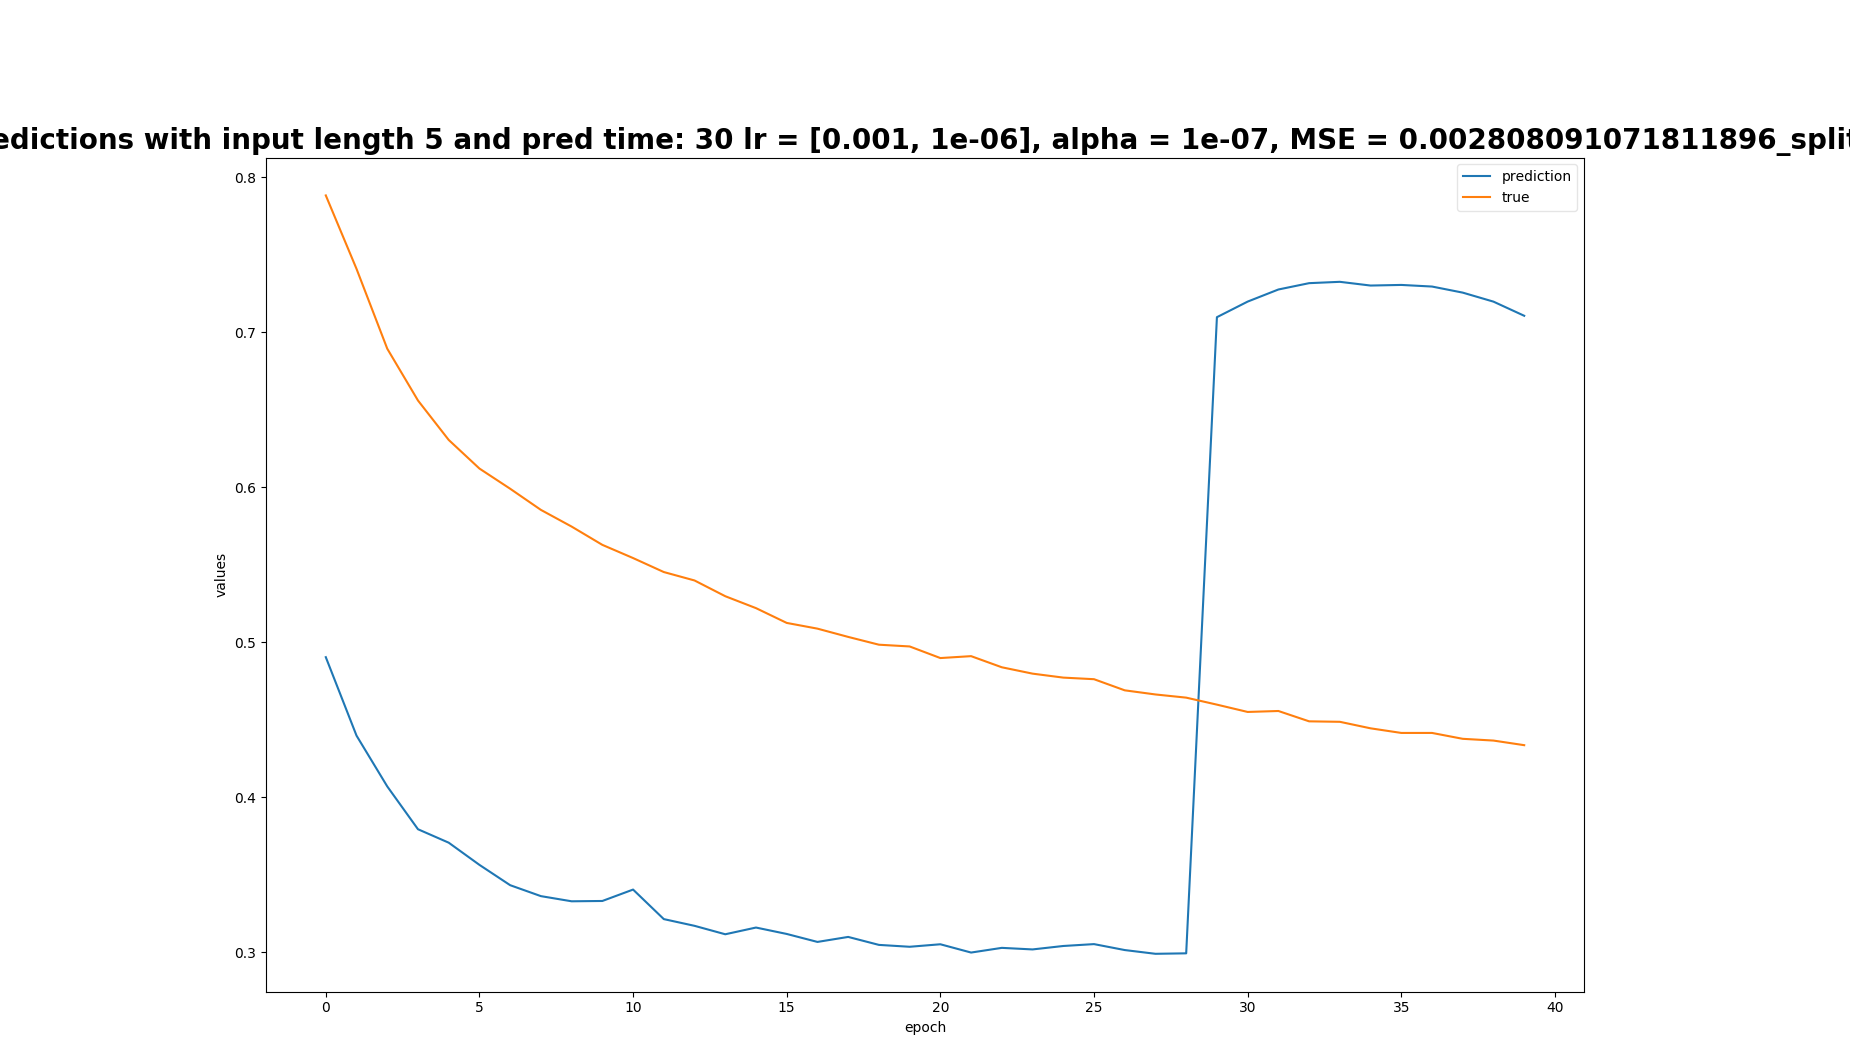 edictions with input length 5 and pred time: 30 lr = [0.001, 1e-06], alpha = 1e-07, MSE = 0.002808091071811896_split
prediction
true
0.8
0.7
0.6
0.5
0.4
0.3
values
0 5 10 15 20 25 30 35 40
epoch